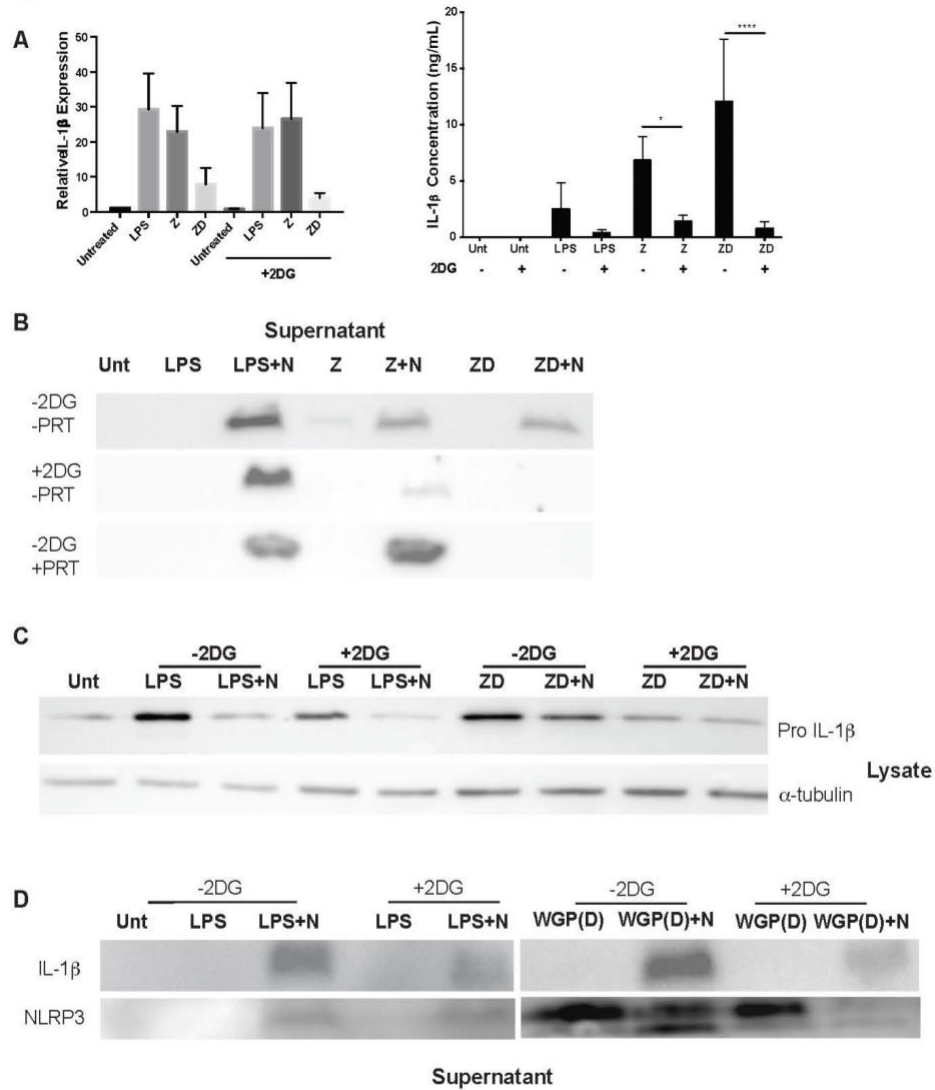 A
Relative IL-1β Expression
50
40
30
20
10
0
Untreated LPS Z ZD Untreated LPS Z ZD
+2DG
IL-1β Concentration (ng/mL)
20
15
10
5
0
*
****
Unt Unt LPS LPS Z Z ZD ZD
2DG - + - + - + - +
B
Supernatant
Unt LPS LPS+N Z Z+N ZD ZD+N
-2DG
-PRT
+2DG
-PRT
-2DG
+PRT
C
-2DG +2DG -2DG +2DG
Unt LPS LPS+N LPS LPS+N ZD ZD+N ZD ZD+N
Pro IL-1β
Lysate
α-tubulin
D
-2DG +2DG -2DG +2DG
Unt LPS LPS+N LPS LPS+N WGP(D) WGP(D)+N WGP(D) WGP(D)+N
IL-1β
NLRP3
Supernatant